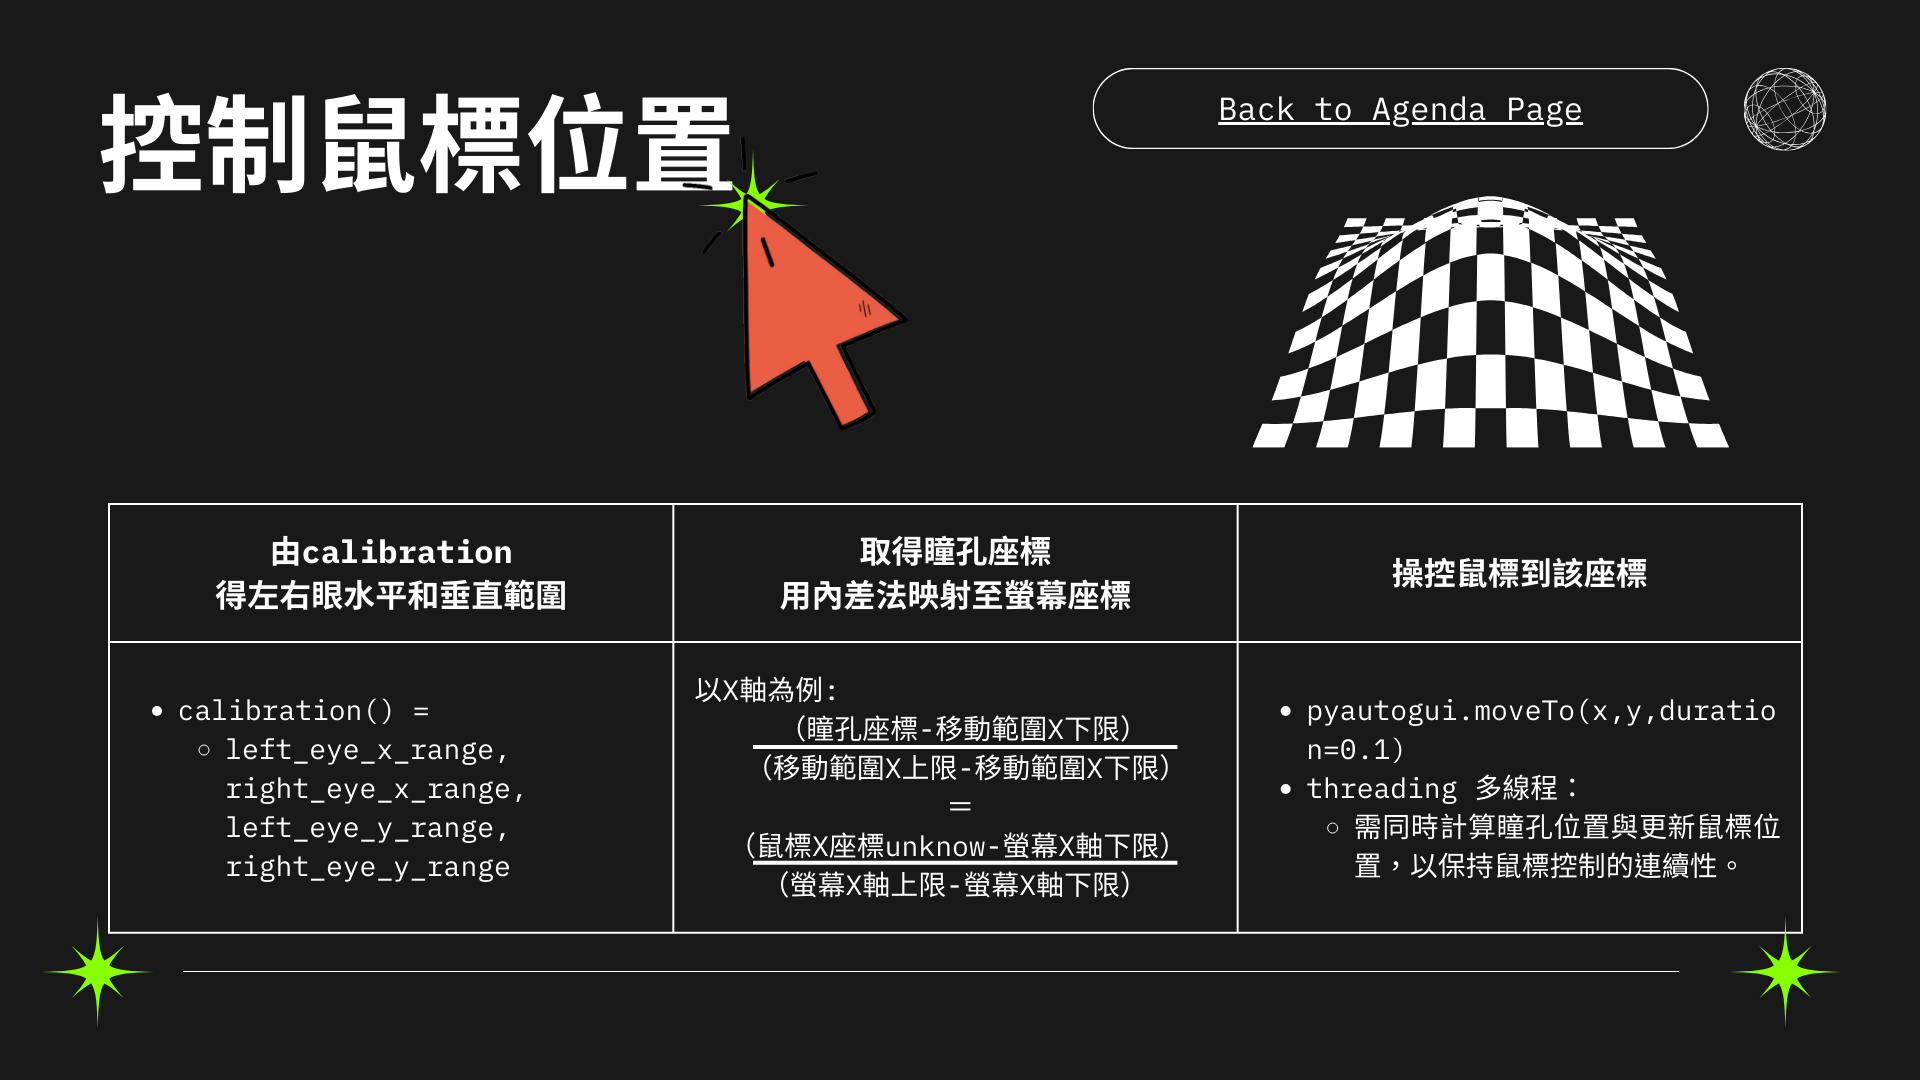 控制鼠標位置
Back to Agenda Page
由calibration
得左右眼水平和垂直範圍
取得瞳孔座標
用內差法映射至螢幕座標
操控鼠標到該座標
calibration() =
left_eye_x_range,
right_eye_x_range,
left_eye_y_range,
right_eye_y_range
以X軸為例:
(瞳孔座標-移動範圍X下限)
(移動範圍X上限-移動範圍X下限)
=
(鼠標X座標unknow-螢幕X軸下限)
(螢幕X軸上限-螢幕X軸下限)
pyautogui.moveTo(x,y,duratio
n=0.1)
threading 多線程：
需同時計算瞳孔位置與更新鼠標位
置，以保持鼠標控制的連續性。